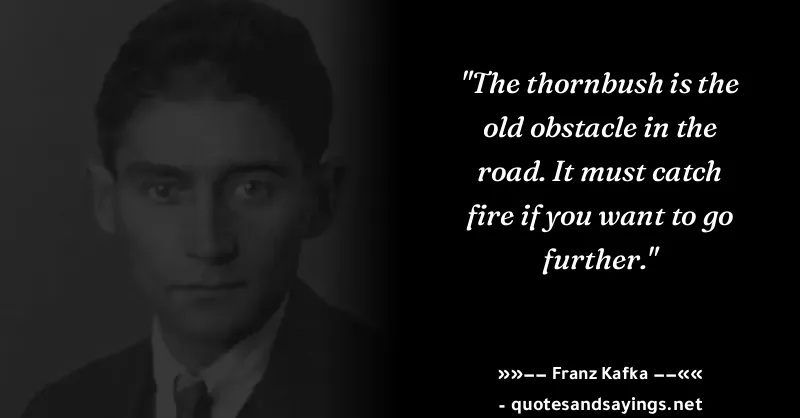 "The thornbush is the
old obstacle in the
road. It must catch
fire if you want to go
further."
»»–– Franz Kafka ––««
- quotesandsayings.net